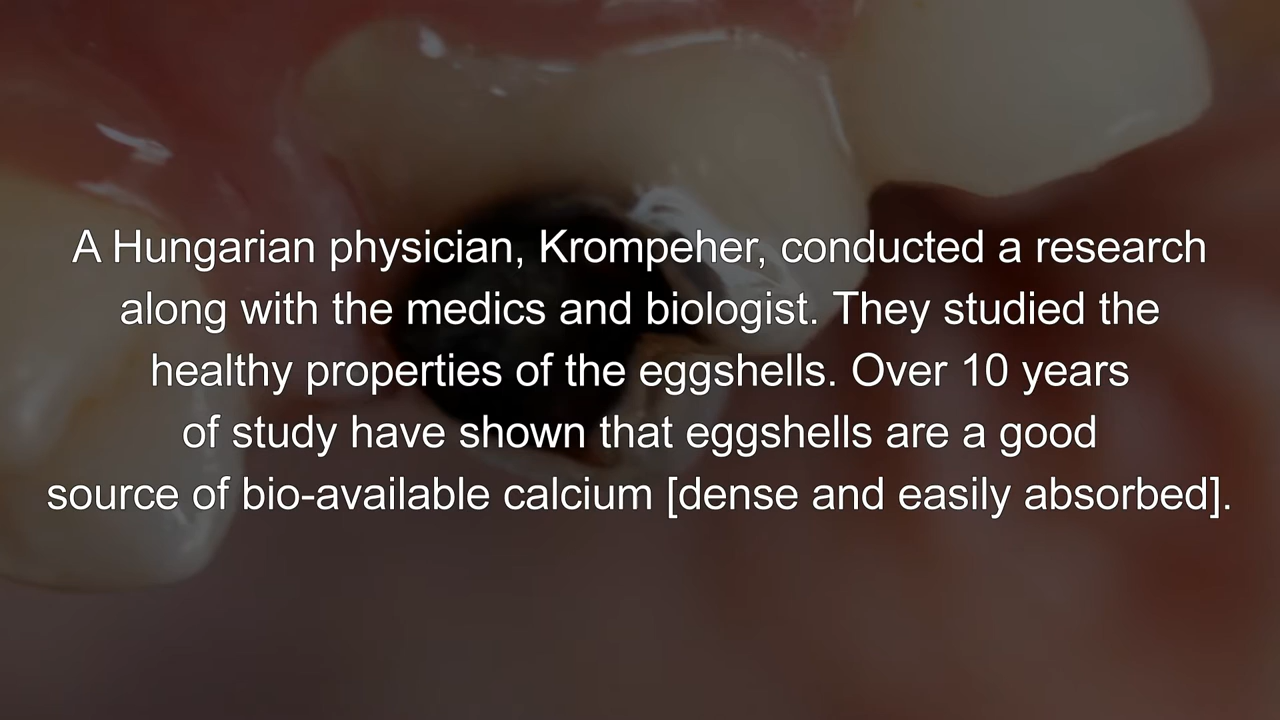 A Hungarian physician, Krompeher, conducted a research
along with the medics and biologist. They studied the
healthy properties of the eggshells. Over 10 years
of study have shown that eggshells are a good
source of bio-available calcium [dense and easily absorbed].